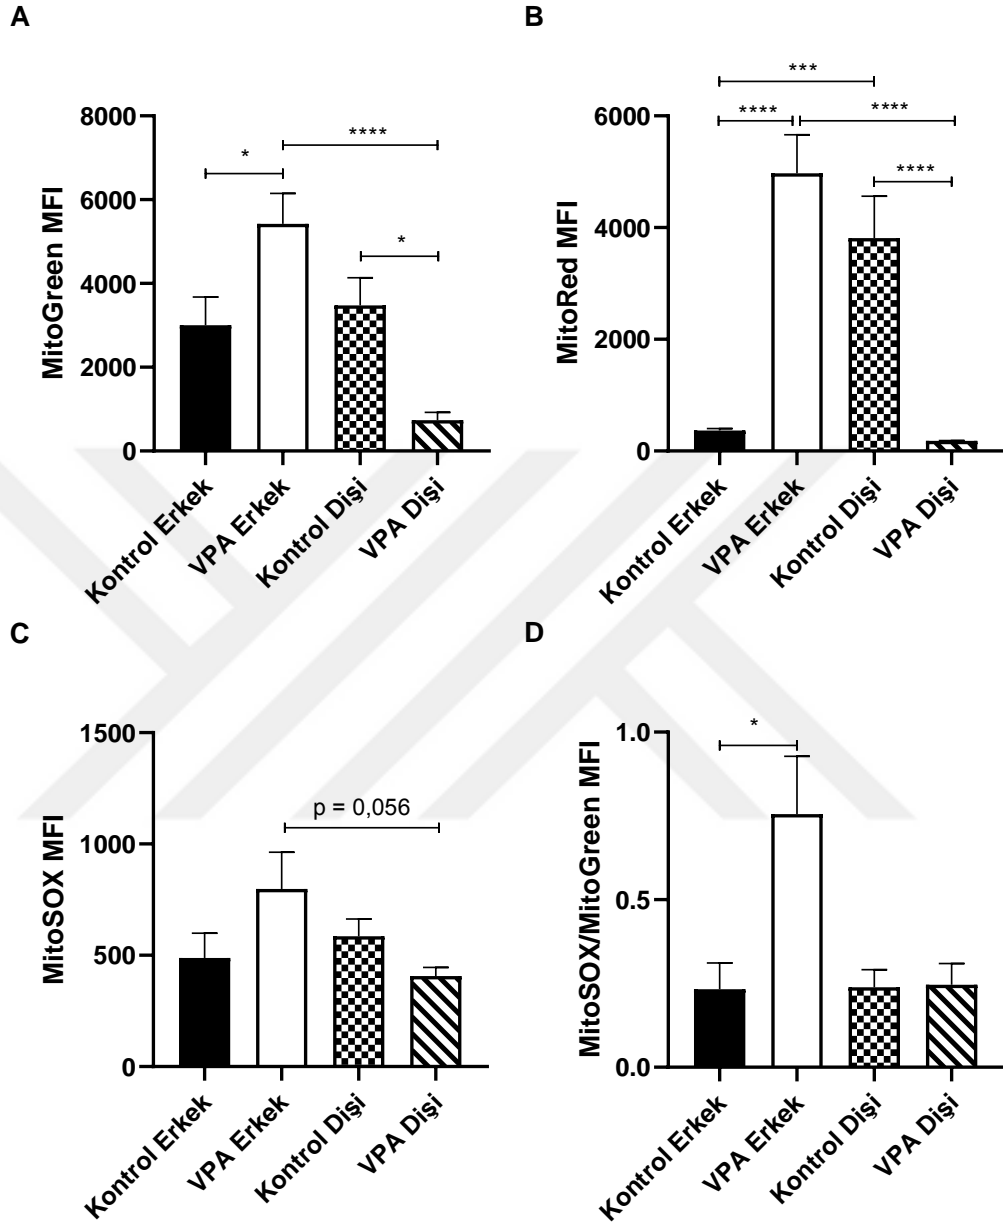 A
MitoGreen MFI
8000
6000
4000
2000
0
*
****
*
Kontrol Erkek
VPA Erkek
Kontrol Dişi
VPA Dişi
B
MitoRed MFI
6000
4000
2000
0
***
****
****
****
Kontrol Erkek
VPA Erkek
Kontrol Dişi
VPA Dişi
C
MitoSOX MFI
1500
1000
500
0
p = 0,056
Kontrol Erkek
VPA Erkek
Kontrol Dişi
VPA Dişi
D
MitoSOX/MitoGreen MFI
1.0
0.5
0.0
*
Kontrol Erkek
VPA Erkek
Kontrol Dişi
VPA Dişi